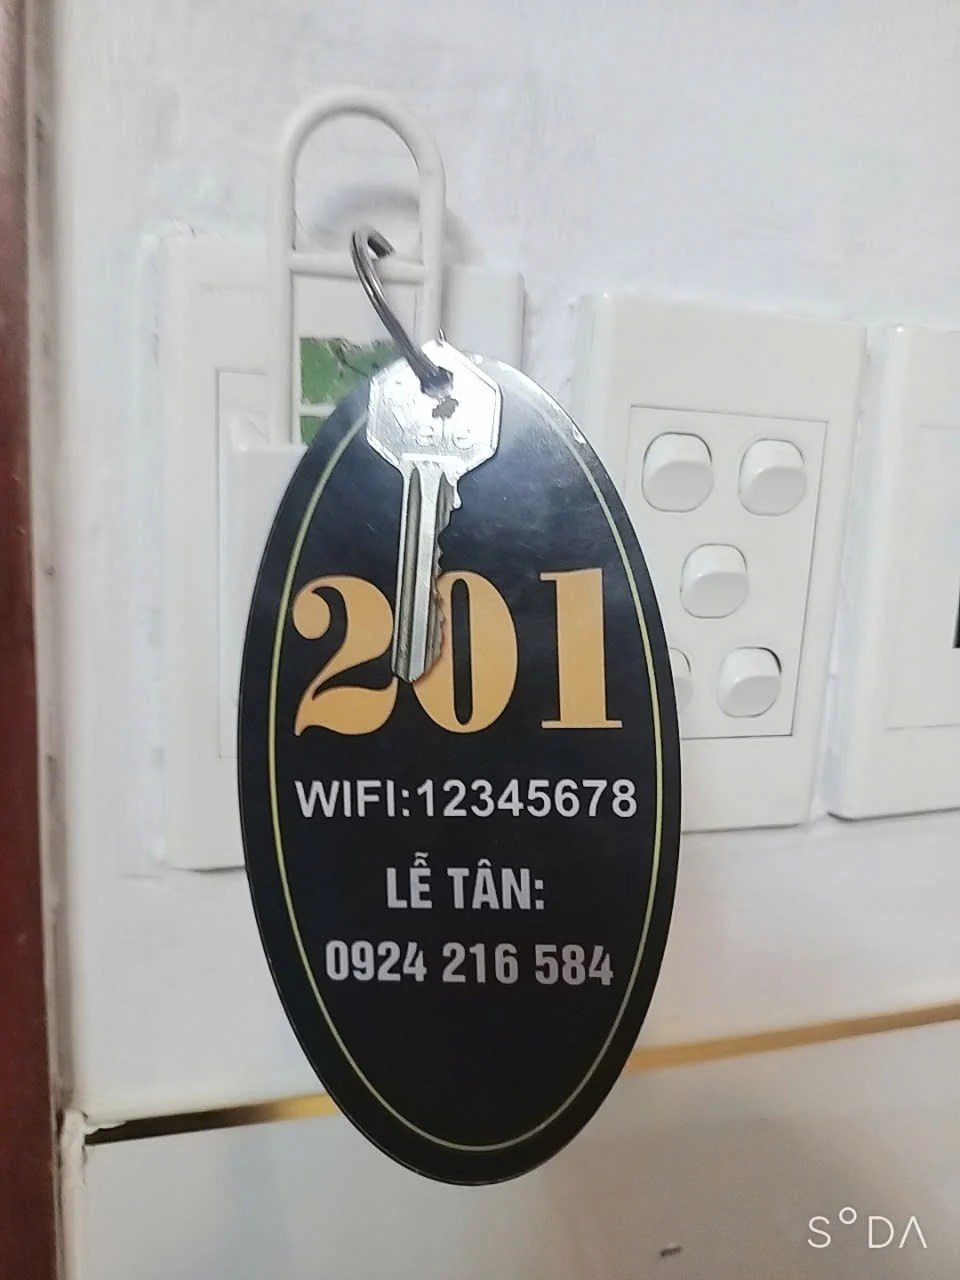 201
WIFI:12345678
LỄ TÂN:
0924 216 584
SODA